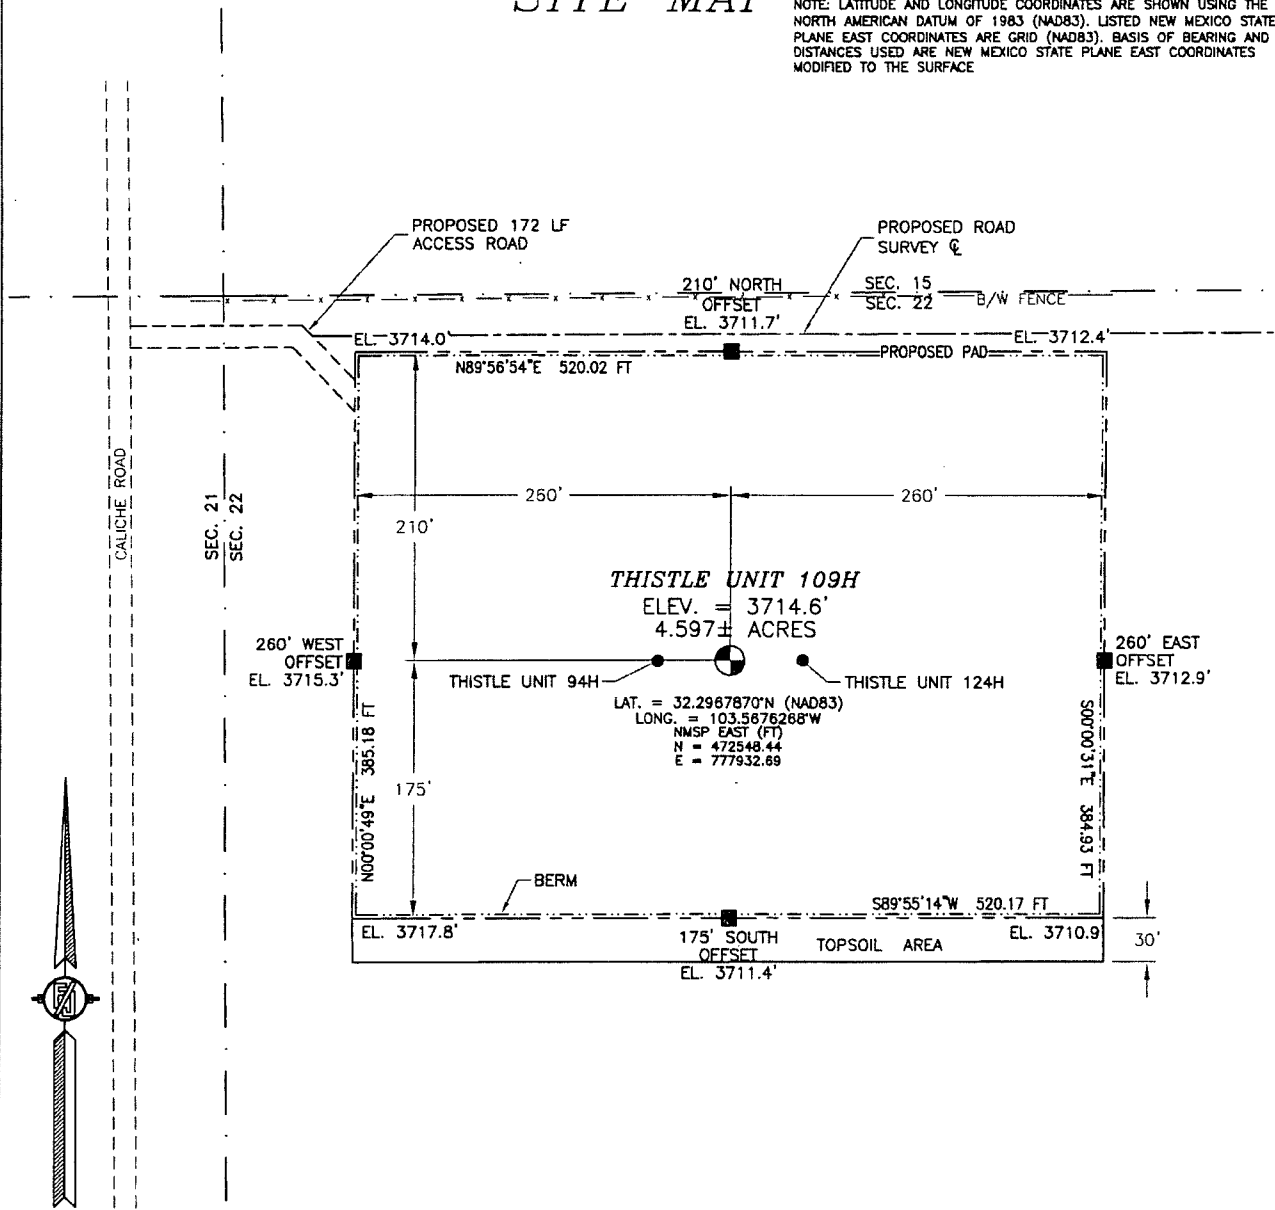 SITE MAP
NOTE: LATITUDE AND LONGITUDE COORDINATES ARE SHOWN USING THE
NORTH AMERICAN DATUM OF 1983 (NAD83). LISTED NEW MEXICO STATE
PLANE EAST COORDINATES ARE GRID (NAD83). BASIS OF BEARING AND
DISTANCES USED ARE NEW MEXICO STATE PLANE EAST COORDINATES
MODIFIED TO THE SURFACE
PROPOSED 172 LF
ACCESS ROAD
PROPOSED ROAD
SURVEY ℄
210' NORTH
OFFSET
EL. 3711.7'
SEC. 15
SEC. 22
B/W FENCE
EL. 3714.0'
EL. 3712.4'
PROPOSED PAD
N89°56'54"E 520.02 FT
CALICHE ROAD
SEC. 21
SEC. 22
260'
260'
210'
THISTLE UNIT 109H
ELEV. = 3714.6'
4.597± ACRES
260' WEST
OFFSET
EL. 3715.3'
260' EAST
OFFSET
EL. 3712.9'
THISTLE UNIT 94H
THISTLE UNIT 124H
LAT. = 32.2967870°N (NAD83)
LONG. = 103.5676268°W
NMSP EAST (FT)
N = 472548.44
E = 777932.69
N00°00'49"E 385.18 FT
175'
S00°00'31"E 384.93 FT
BERM
S89°55'14"W 520.17 FT
EL. 3717.8'
175' SOUTH
OFFSET
EL. 3711.4'
TOPSOIL AREA
EL. 3710.9'
30'